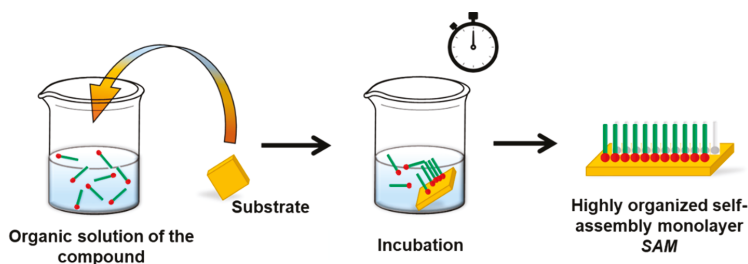 Organic solution of the
compound
Substrate
Incubation
Highly organized self-
assembly monolayer
SAM